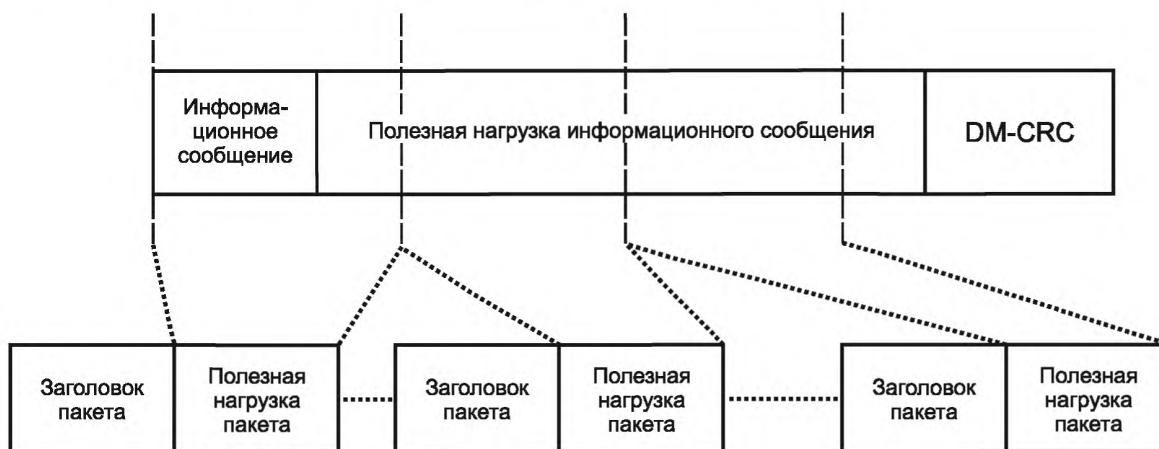 Информа-
ционное
сообщение
Полезная нагрузка информационного сообщения
DM-CRC
Заголовок
пакета
Полезная
нагрузка
пакета
Заголовок
пакета
Полезная
нагрузка
пакета
Заголовок
пакета
Полезная
нагрузка
пакета